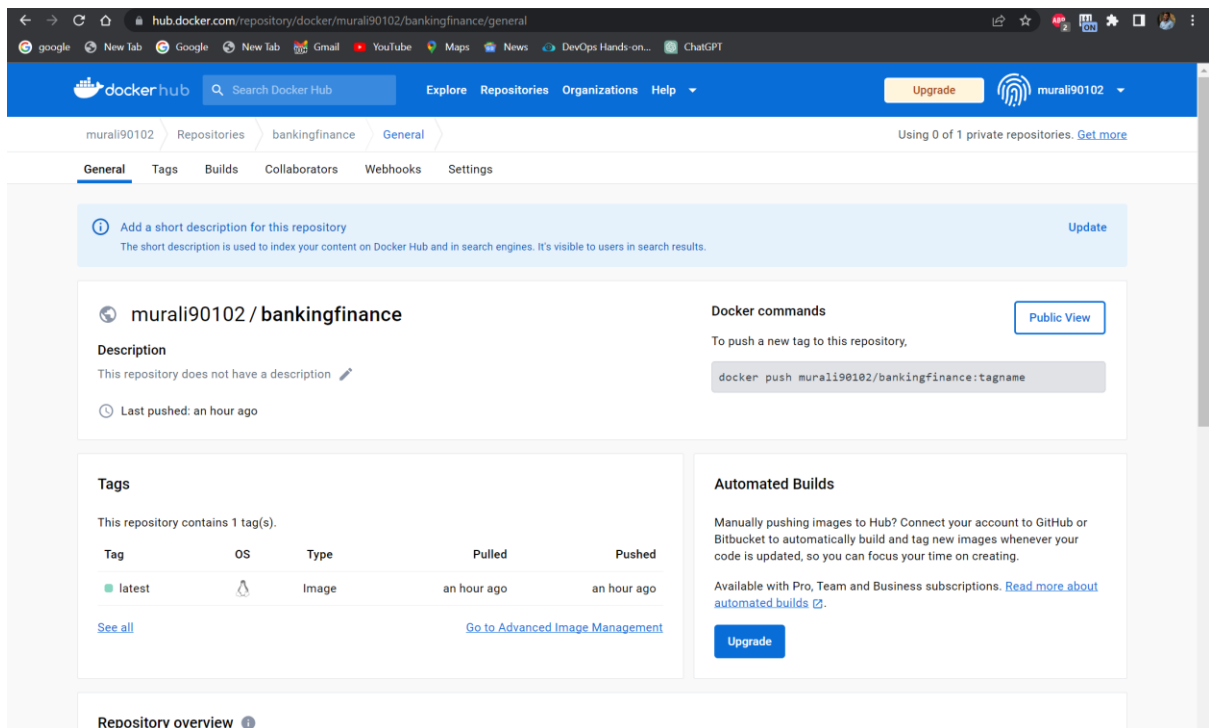 hub.docker.com/repository/docker/murali90102/bankingfinance/general
ABP 2 ON
google New Tab Google New Tab Gmail YouTube Maps News DevOps Hands-on... ChatGPT
dockerhub Search Docker Hub Explore Repositories Organizations Help Upgrade murali90102
murali90102 Repositories bankingfinance General Using 0 of 1 private repositories. Get more
General Tags Builds Collaborators Webhooks Settings
Add a short description for this repository Update
The short description is used to index your content on Docker Hub and in search engines. It's visible to users in search results.
murali90102 / bankingfinance
Description
This repository does not have a description
Last pushed: an hour ago
Docker commands
Public View
To push a new tag to this repository,
docker push murali90102/bankingfinance:tagname
Tags
This repository contains 1 tag(s).
Tag OS Type Pulled Pushed
latest Image an hour ago an hour ago
See all Go to Advanced Image Management
Automated Builds
Manually pushing images to Hub? Connect your account to GitHub or
Bitbucket to automatically build and tag new images whenever your
code is updated, so you can focus your time on creating.
Available with Pro, Team and Business subscriptions. Read more about
automated builds.
Upgrade
Repository overview